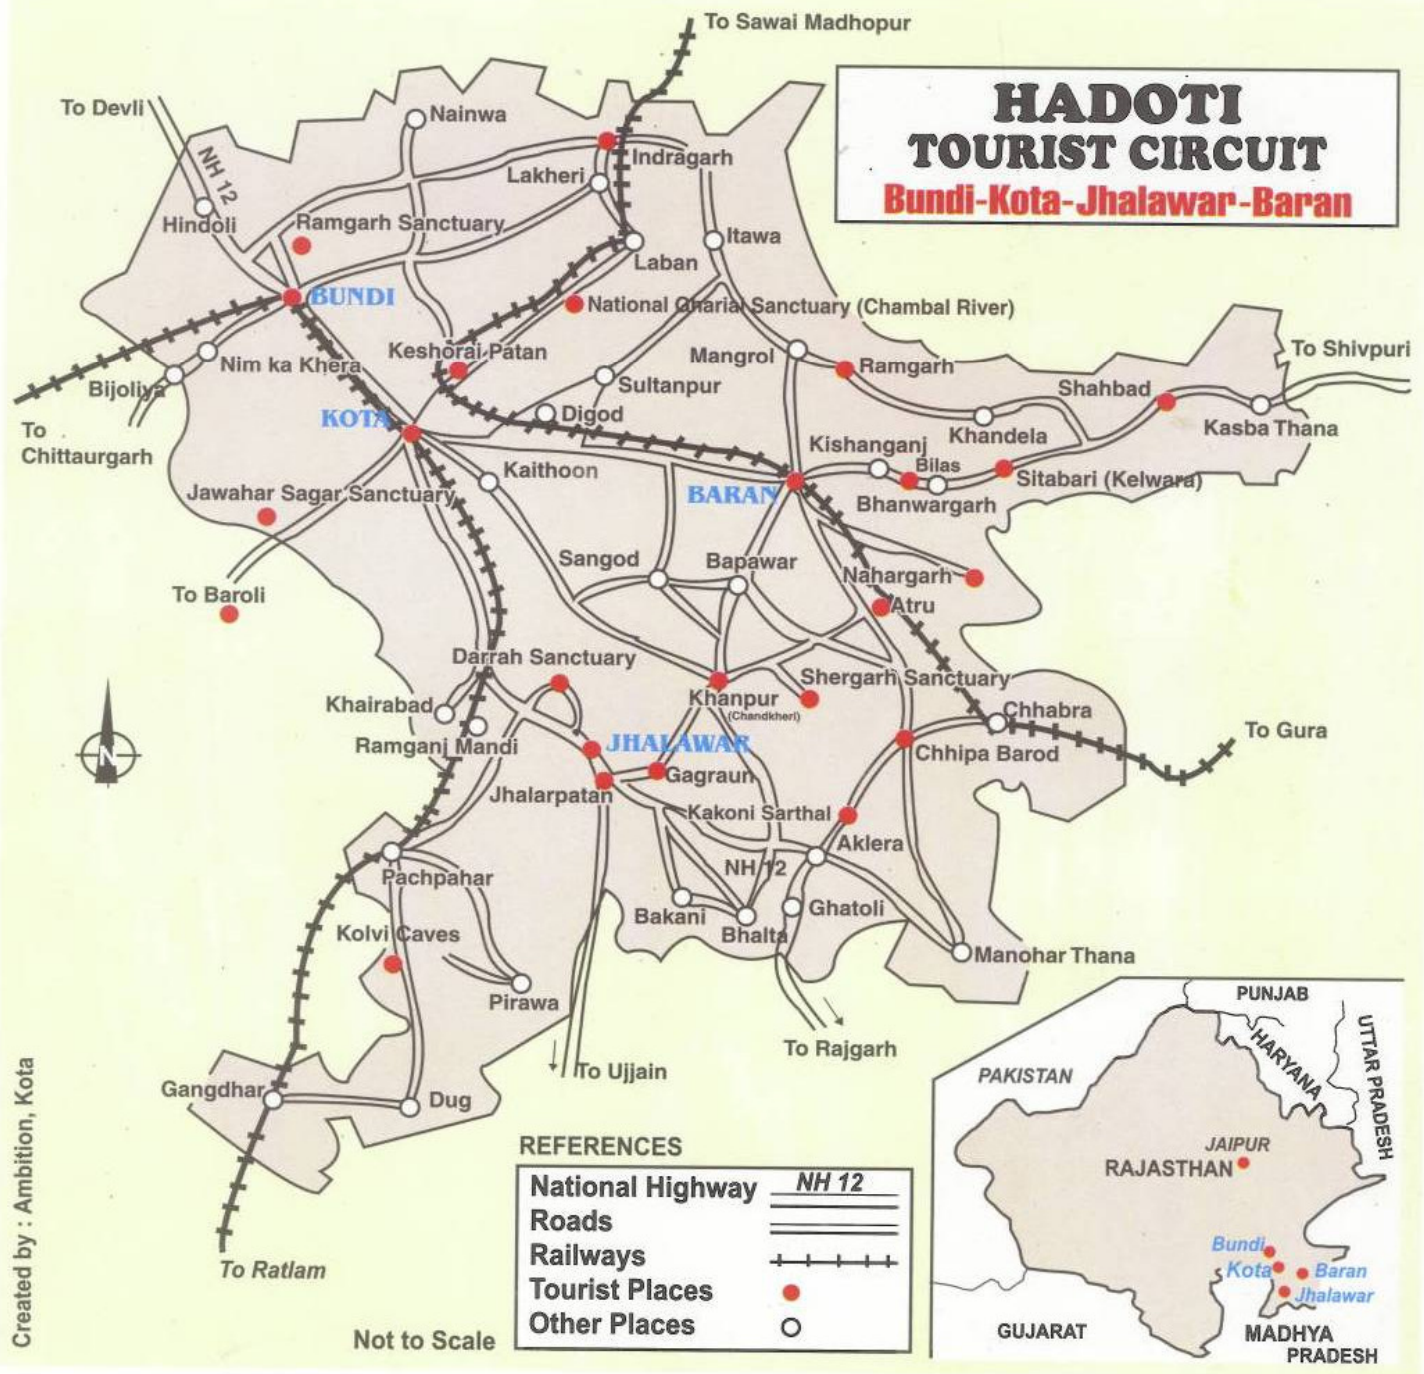 To Sawai Madhopur
HADOTI
TOURIST CIRCUIT
Bundi-Kota-Jhalawar-Baran
To Devli
NH 12
Nainwa
Indragarh
Lakheri
Hindoli
Ramgarh Sanctuary
Itawa
Laban
BUNDI
National Gharial Sanctuary (Chambal River)
Keshorai Patan
Mangrol
Ramgarh
To Shivpuri
Nim ka Khera
Bijoliya
Sultanpur
Shahbad
KOTA
Digod
Khandela
Kasba Thana
To
Chittaurgarh
Kishanganj
Kaithoon
Bilas
Sitabari (Kelwara)
Jawahar Sagar Sanctuary
BARAN
Bhanwargarh
Sangod
Bapawar
Nahargarh
To Baroli
Atru
Darrah Sanctuary
Shergarh Sanctuary
Khairabad
Khanpur
(Chandkheri)
Chhabra
Ramganj Mandi
JHALAWAR
To Gura
Chhipa Barod
Gagraun
Jhalarpatan
Kakoni Sarthal
Aklera
NH 12
Pachpahar
Bakani
Ghatoli
Kolvi Caves
Bhalta
Manohar Thana
Pirawa
To Rajgarh
To Ujjain
Gangdhar
Dug
To Ratlam
Created by : Ambition, Kota
Not to Scale
REFERENCES
National Highway NH 12
Roads
Railways
Tourist Places
Other Places
PUNJAB
HARYANA
UTTAR PRADESH
PAKISTAN
JAIPUR
RAJASTHAN
Bundi
Kota
Baran
Jhalawar
GUJARAT
MADHYA
PRADESH
N